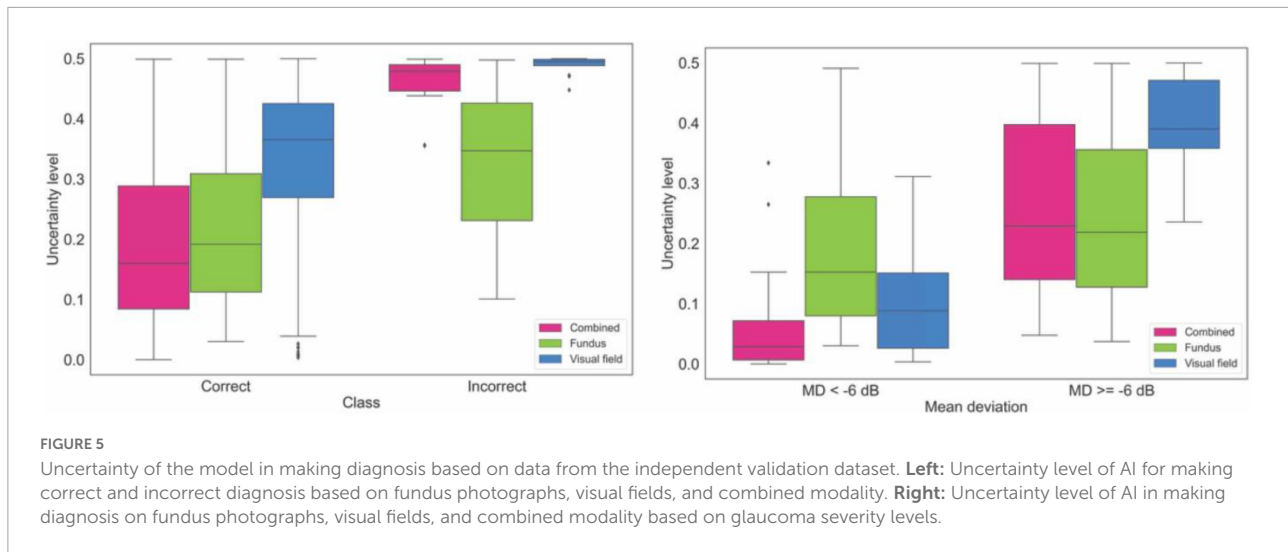 0.5
0.4
0.3
0.2
0.1
0.0
Uncertainty level
Correct
Incorrect
Class
Combined
Fundus
Visual field
0.5
0.4
0.3
0.2
0.1
0.0
Uncertainty level
MD < -6 dB
MD >= -6 dB
Mean deviation
Combined
Fundus
Visual field
FIGURE 5
Uncertainty of the model in making diagnosis based on data from the independent validation dataset. Left: Uncertainty level of AI for making
correct and incorrect diagnosis based on fundus photographs, visual fields, and combined modality. Right: Uncertainty level of AI in making
diagnosis on fundus photographs, visual fields, and combined modality based on glaucoma severity levels.